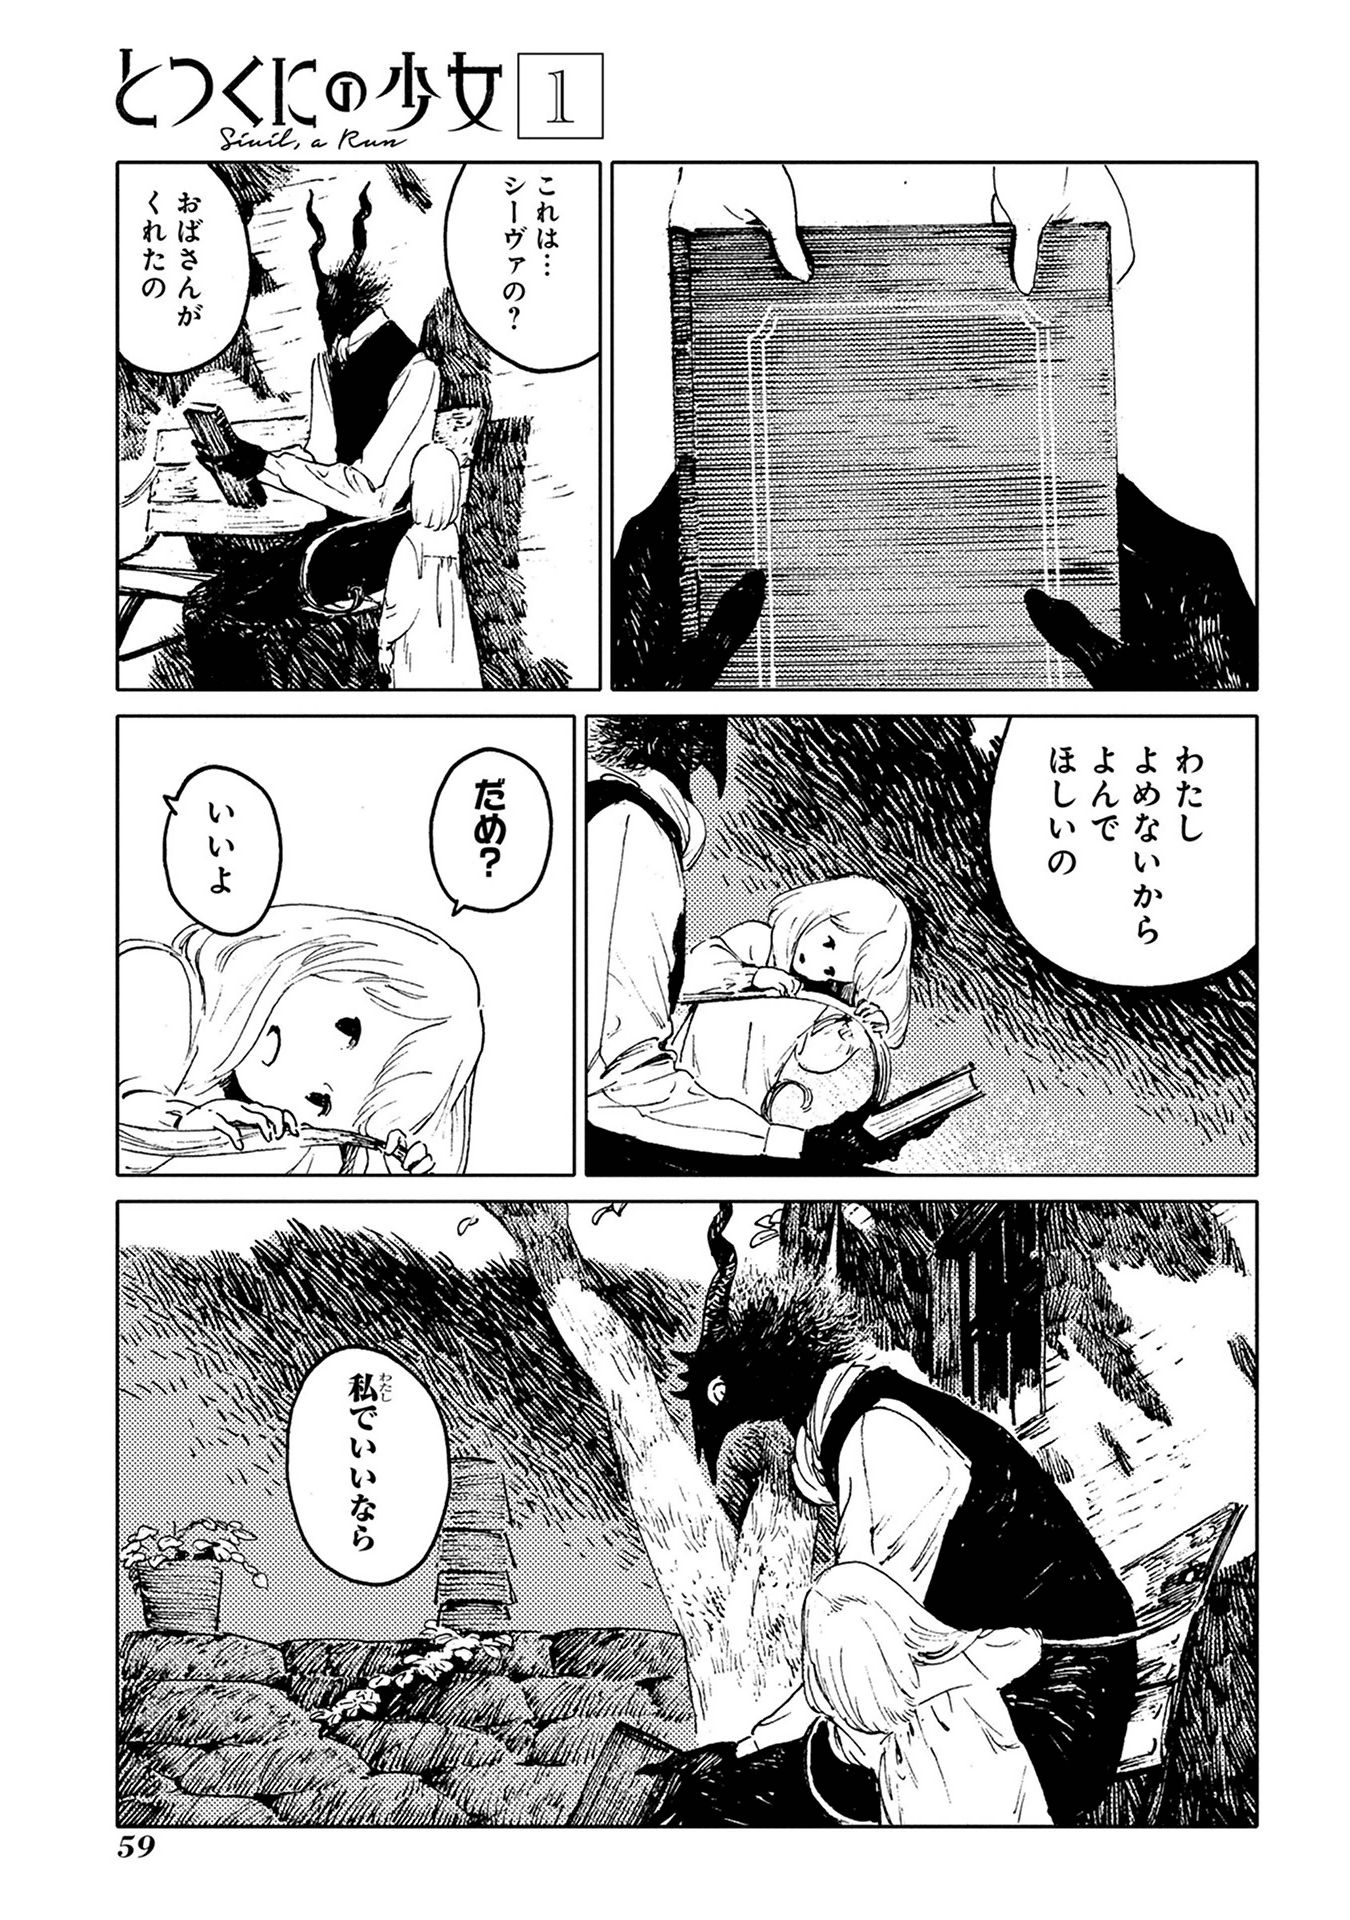 とつくにの少女 1
Siúil, a Rún
これは…
シーヴァの？
おばさんが
くれたの
わたし
よめないから
よんで
ほしいの
だめ？
いいよ
私でいいなら
わたし
59